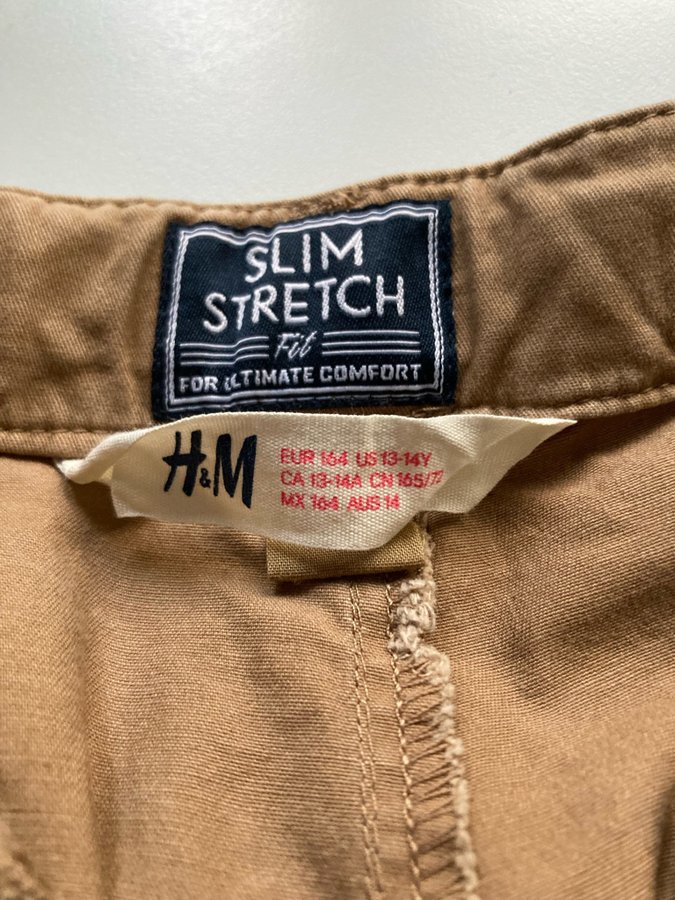 SLIM
STRETCH
Fit
FOR ULTIMATE COMFORT
H&M
EUR 164 US 13-14Y
CA 13-14A CN 165/72
MX 164 AUS 14